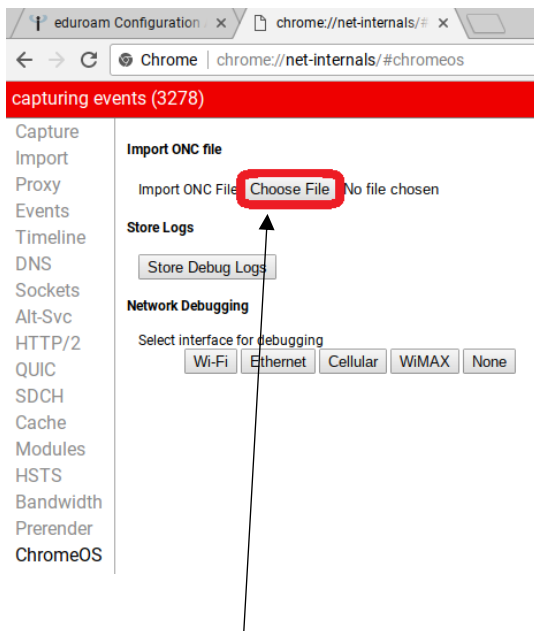 eduroam Configuration
chrome://net-internals/#
Chrome | chrome://net-internals/#chromeos
capturing events (3278)
Capture
Import
Proxy
Events
Timeline
DNS
Sockets
Alt-Svc
HTTP/2
QUIC
SDCH
Cache
Modules
HSTS
Bandwidth
Prerender
ChromeOS
Import ONC file
Import ONC File Choose File No file chosen
Store Logs
Store Debug Logs
Network Debugging
Select interface for debugging
Wi-Fi Ethernet Cellular WiMAX None